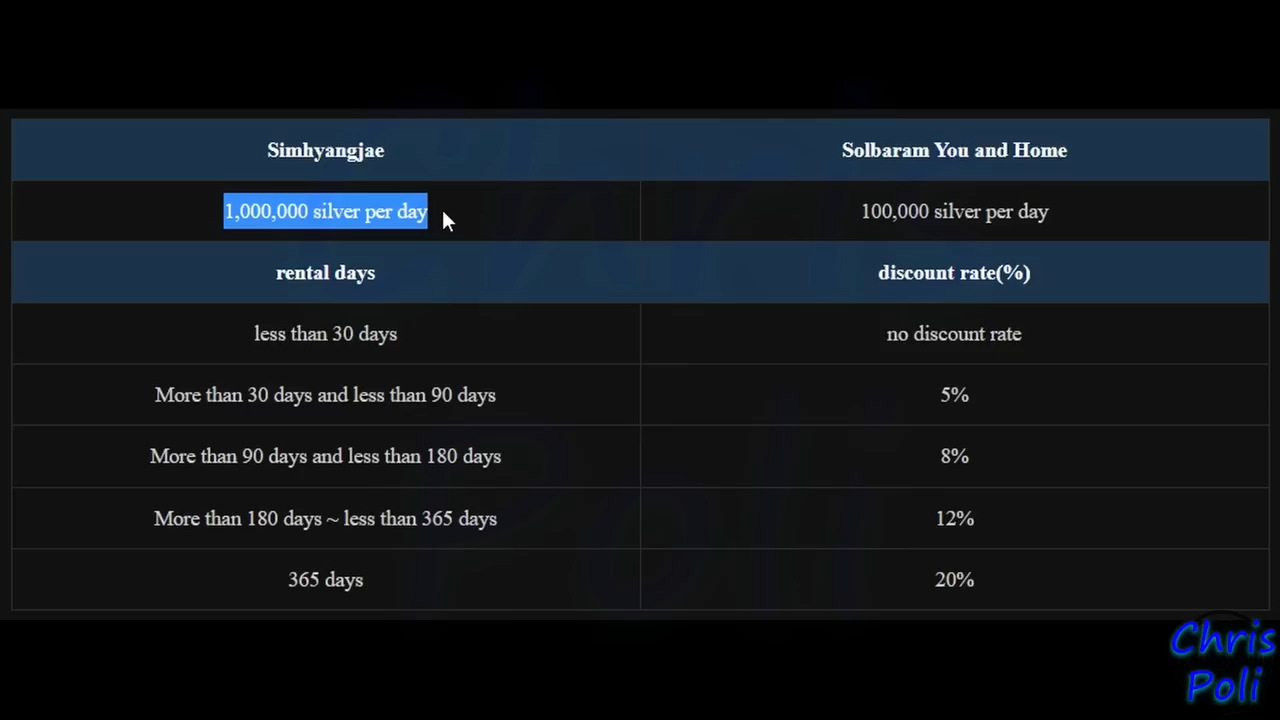 Simhyangjae Solbaram You and Home
1,000,000 silver per day 100,000 silver per day
rental days discount rate(%)
less than 30 days no discount rate
More than 30 days and less than 90 days 5%
More than 90 days and less than 180 days 8%
More than 180 days ~ less than 365 days 12%
365 days 20%
Chris
Poli